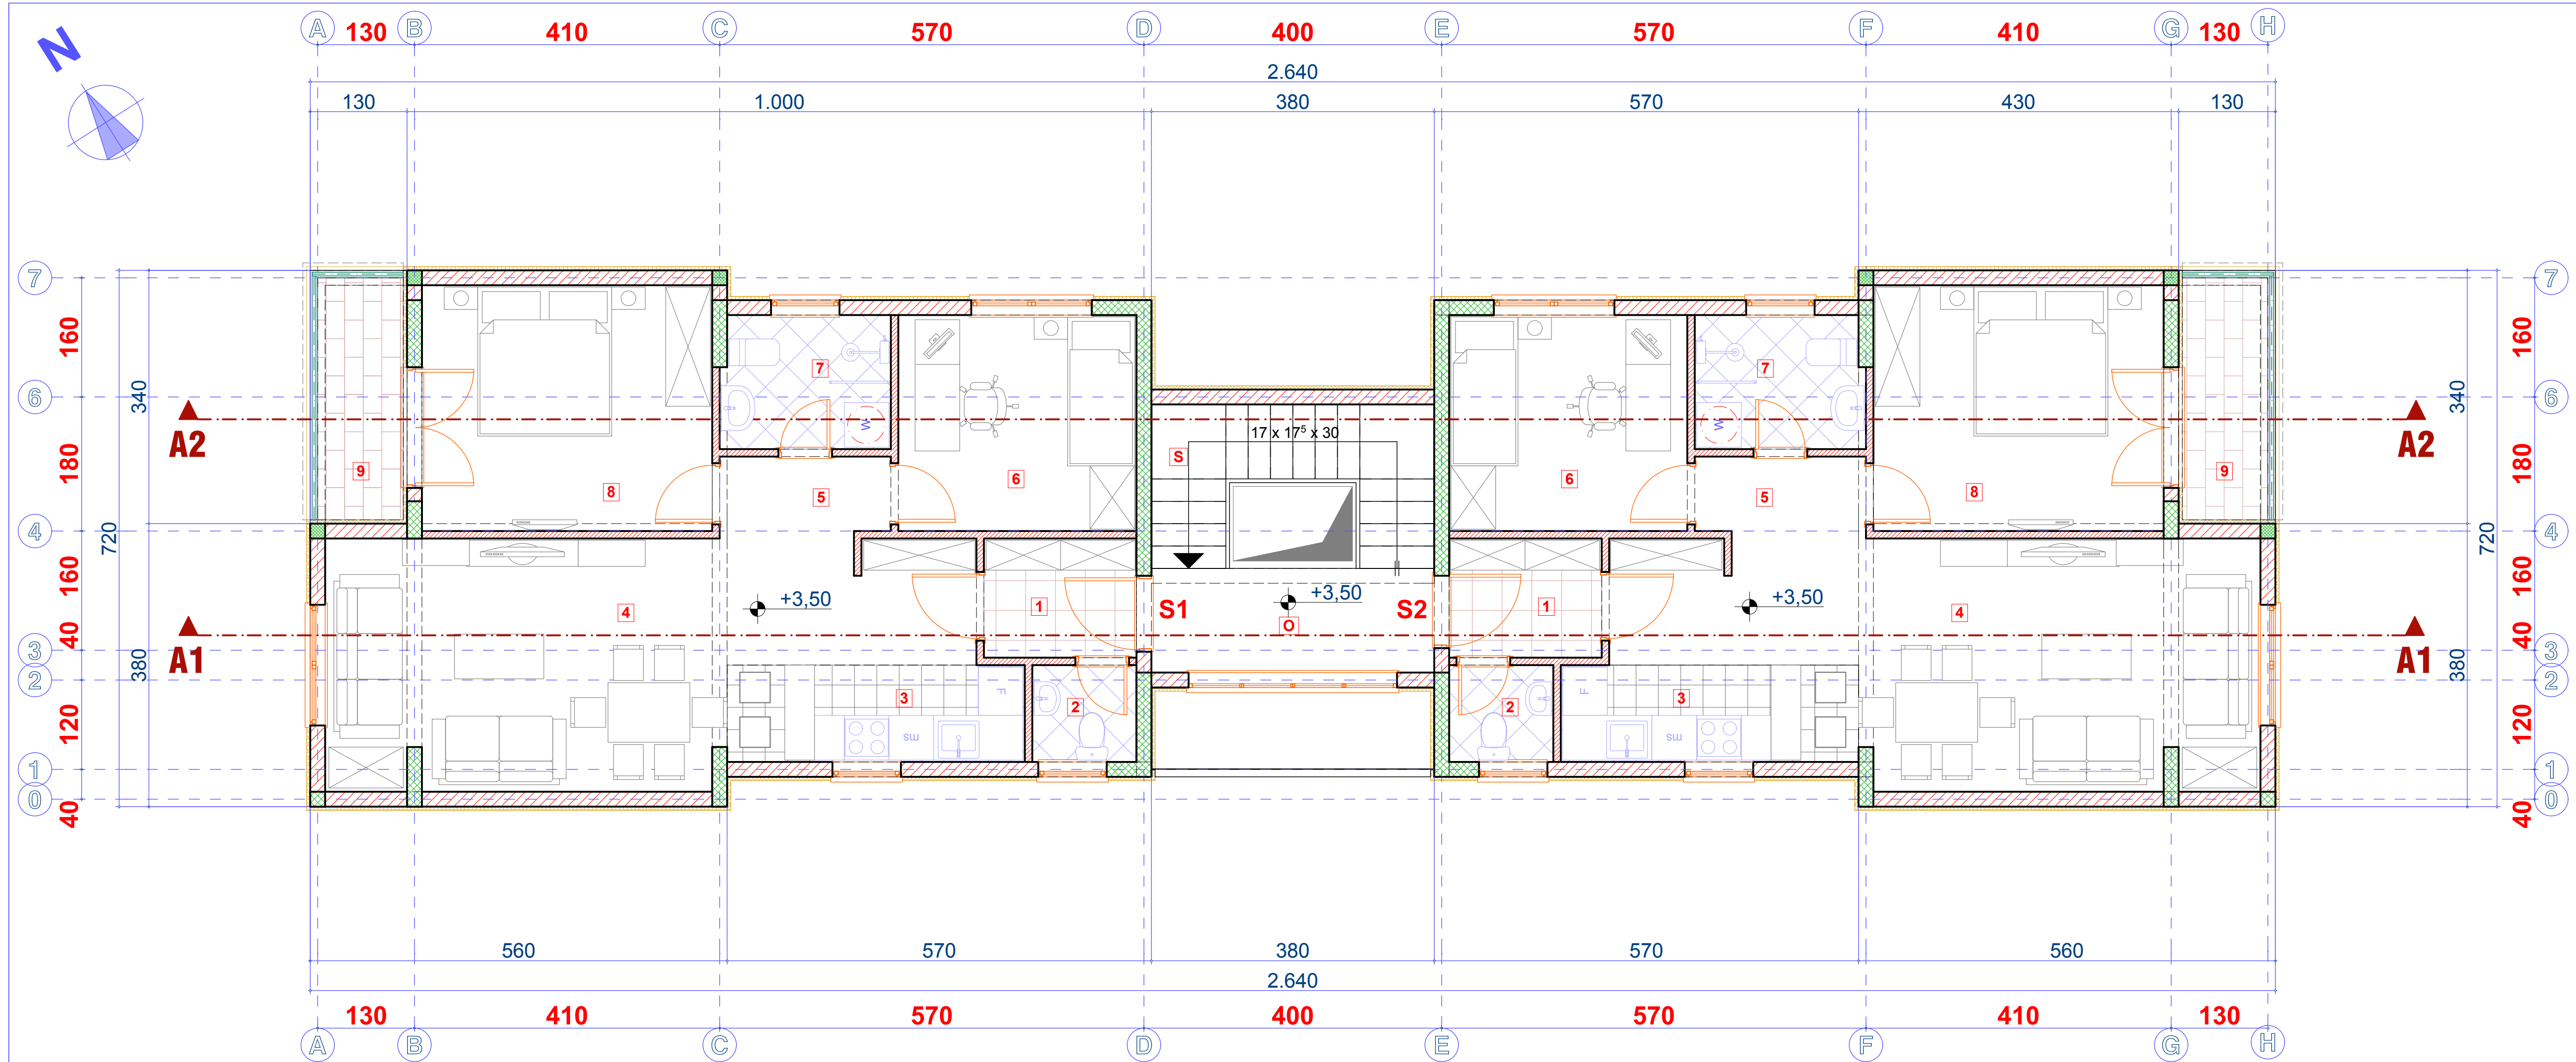 A 130 B 410 C 570 D 400 E 570 F 410 G 130 H
N
2.640
130 1.000 380 570 430 130
7 7
160 160
340 340
6 6
7 7
17 x 17⁵ x 30
A2 A2
180 180
S
W W
9 8 5 6 6 5 8 9
4 4
720 720
160 160
+3,50 +3,50 +3,50
4 1 S1 S2 1 4
O
40 40
A1 A1
3 3
380 380
2 2
F F
3 2 2 3
120 120
ms ms
1 1
0 0
40 40
560 570 380 570 560
2.640
130 410 570 400 570 410 130
A B C D E F G H